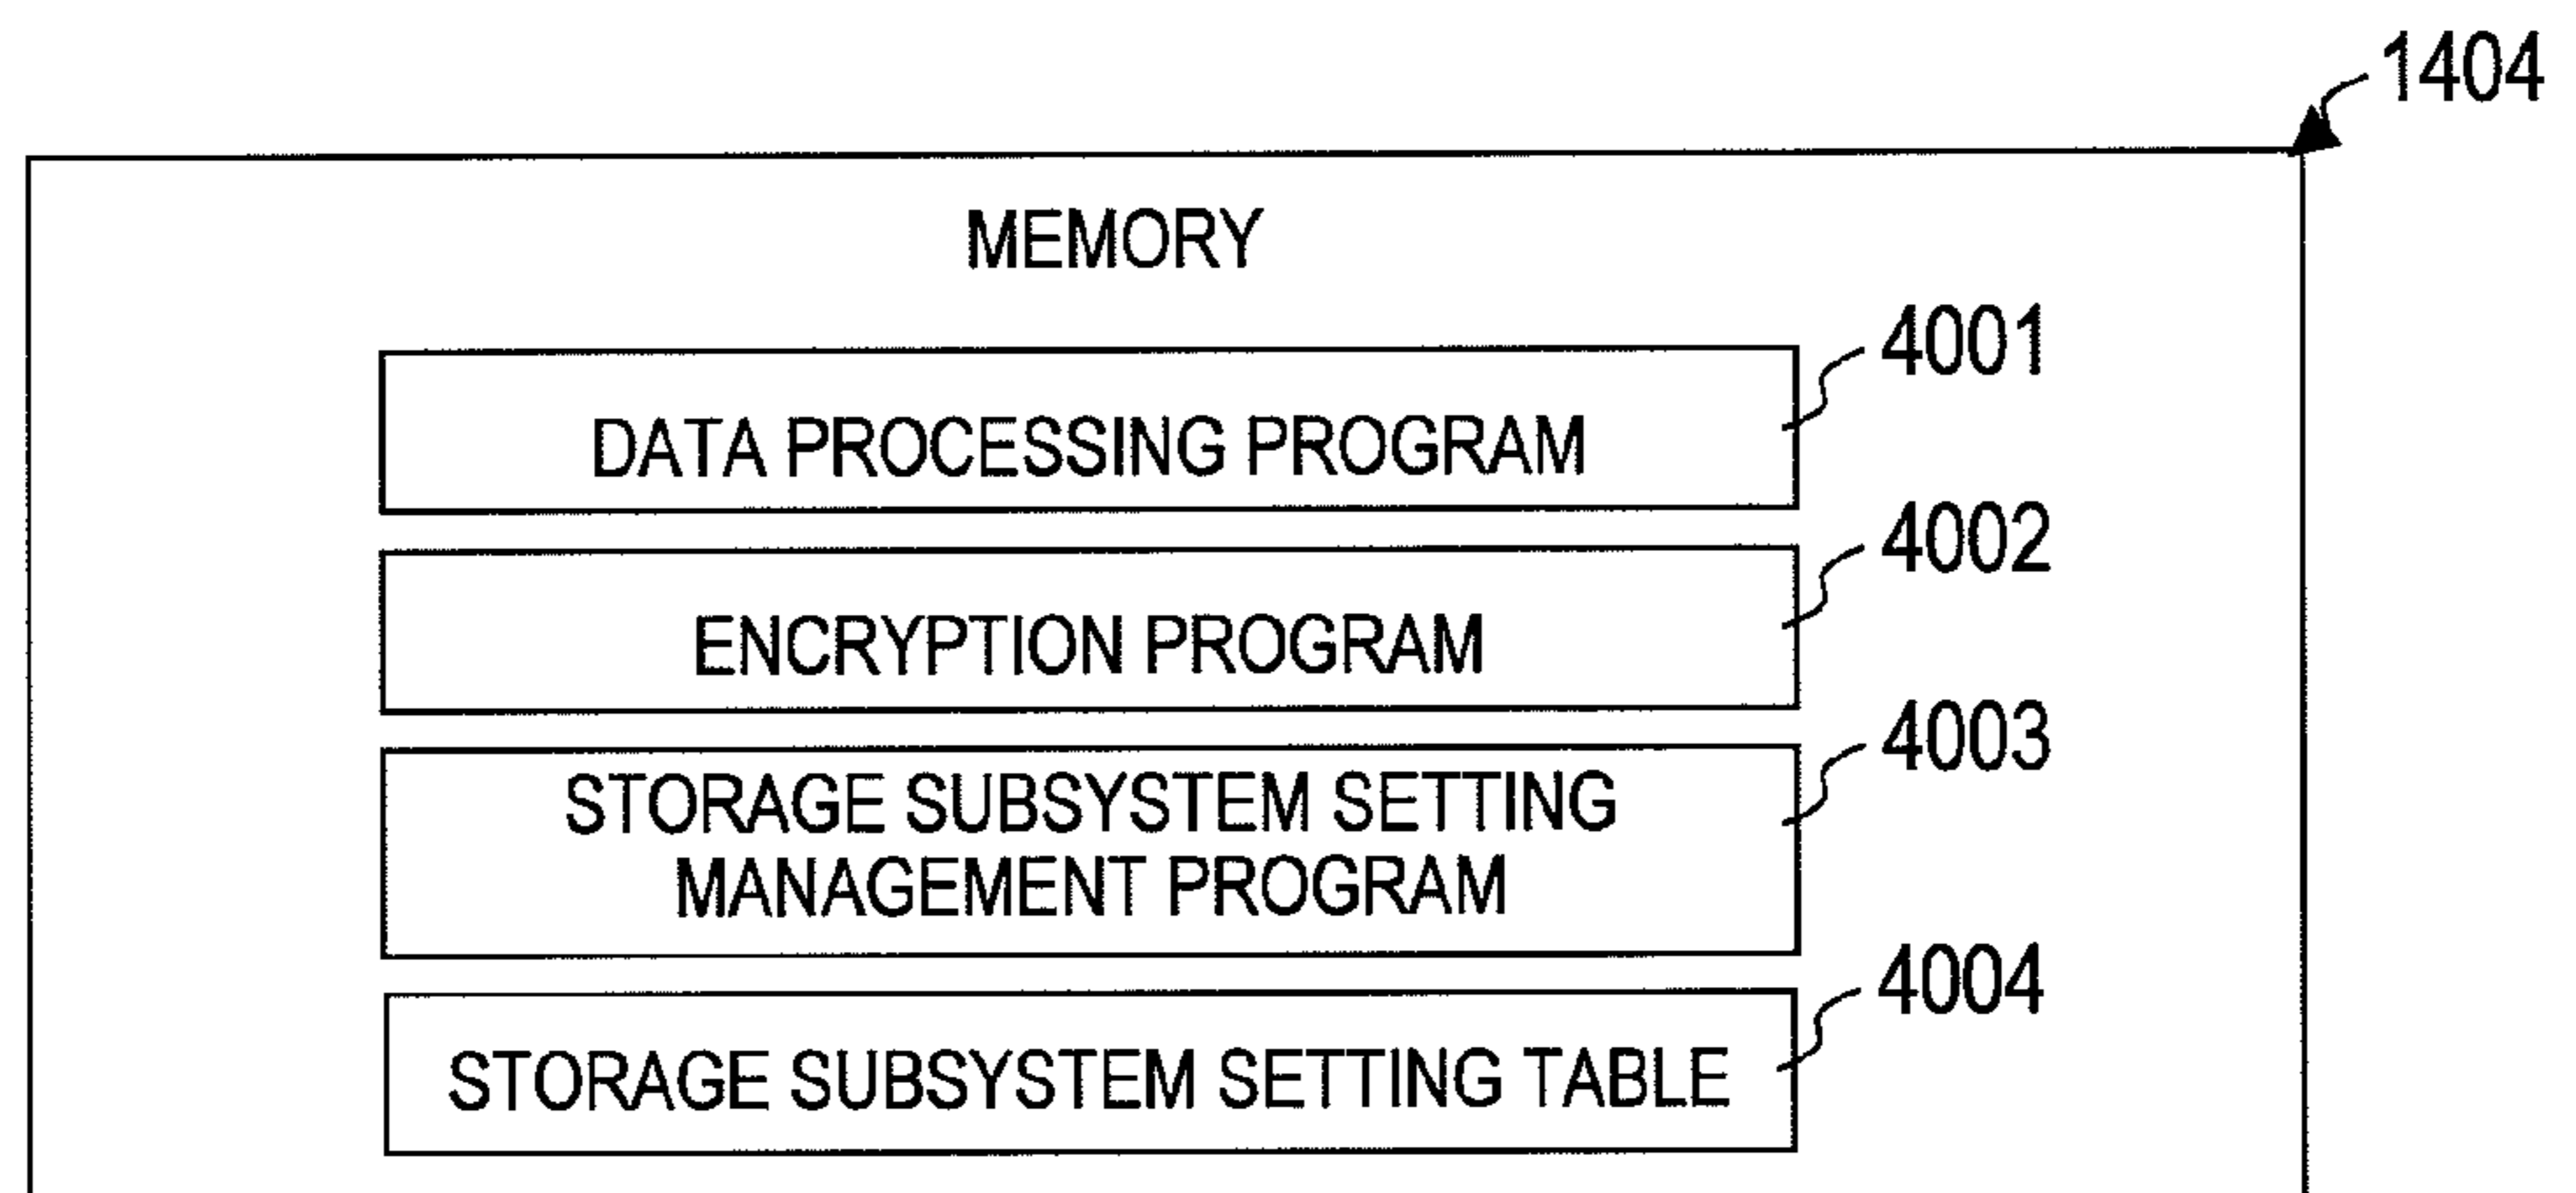 1404
MEMORY
4001
DATA PROCESSING PROGRAM
4002
ENCRYPTION PROGRAM
4003
STORAGE SUBSYSTEM SETTING
MANAGEMENT PROGRAM
4004
STORAGE SUBSYSTEM SETTING TABLE